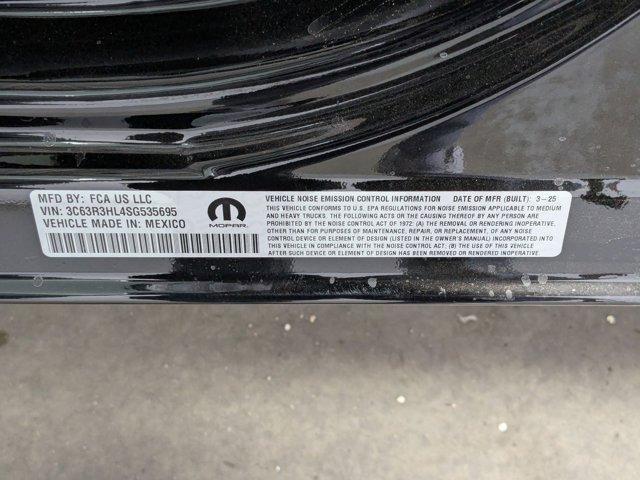 MFD BY: FCA US LLC
VIN: 3C63R3HL4SG535695
VEHICLE MADE IN: MEXICO
MOPAR.
VEHICLE NOISE EMISSION CONTROL INFORMATION DATE OF MFR (BUILT): 3-25
THIS VEHICLE CONFORMS TO U.S. EPA REGULATIONS FOR NOISE EMISSION APPLICABLE TO MEDIUM
AND HEAVY TRUCKS. THE FOLLOWING ACTS OR THE CAUSING THEREOF BY ANY PERSON ARE
PROHIBITED BY THE NOISE CONTROL ACT OF 1972: (A) THE REMOVAL OR RENDERING INOPERATIVE,
OTHER THAN FOR PURPOSES OF MAINTENANCE, REPAIR, OR REPLACEMENT, OF ANY NOISE
CONTROL DEVICE OR ELEMENT OF DESIGN (LISTED IN THE OWNER'S MANUAL) INCORPORATED INTO
THIS VEHICLE IN COMPLIANCE WITH THE NOISE CONTROL ACT; (B) THE USE OF THIS VEHICLE
AFTER SUCH DEVICE OR ELEMENT OF DESIGN HAS BEEN REMOVED OR RENDERED INOPERATIVE.